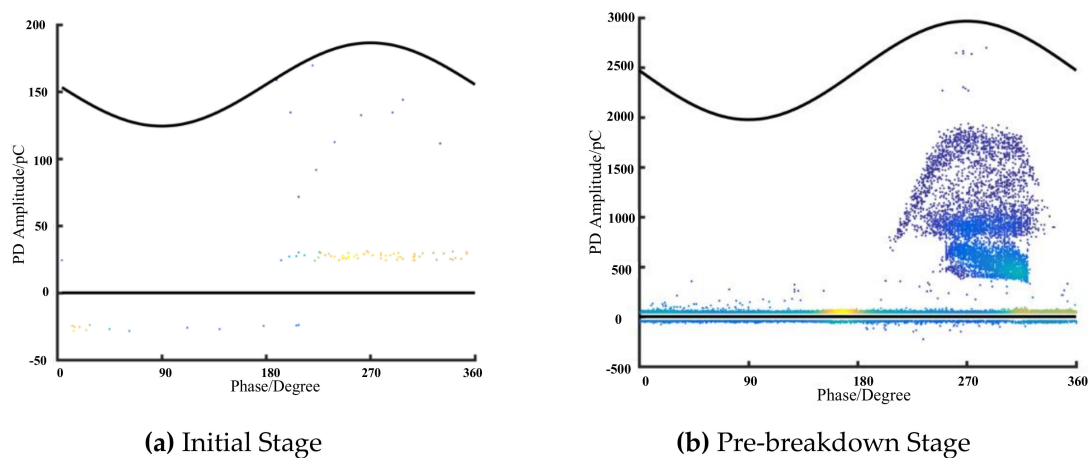 200
150
100
50
0
-50
PD Amplitude/pC
0 90 180 270 360
Phase/Degree
(a) Initial Stage
3000
2500
2000
1500
1000
500
0
-500
PD Amplitude/pC
0 90 180 270 360
Phase/Degree
(b) Pre-breakdown Stage